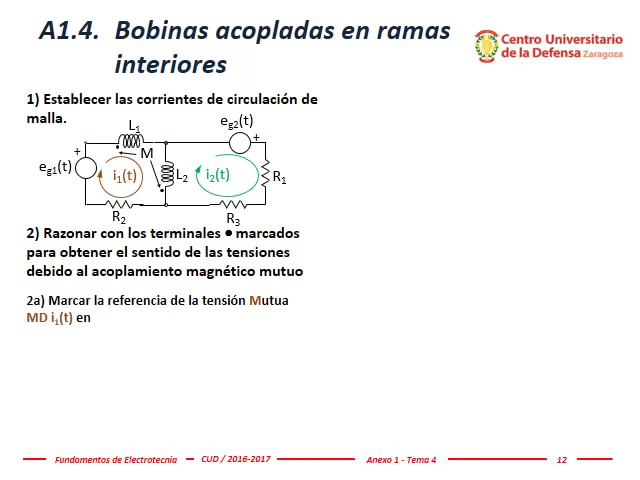 A1.4. Bobinas acopladas en ramas
interiores
Centro Universitario
de la Defensa Zaragoza
1) Establecer las corrientes de circulación de
malla.
L1
eg2(t)
+
+
M
eg1(t)
i1(t)
L2
i2(t)
R1
R2
R3
2) Razonar con los terminales • marcados
para obtener el sentido de las tensiones
debido al acoplamiento magnético mutuo
2a) Marcar la referencia de la tensión Mutua
MD i1(t) en
Fundamentos de Electrotecnia
CUD / 2016-2017
Anexo 1 - Tema 4
12